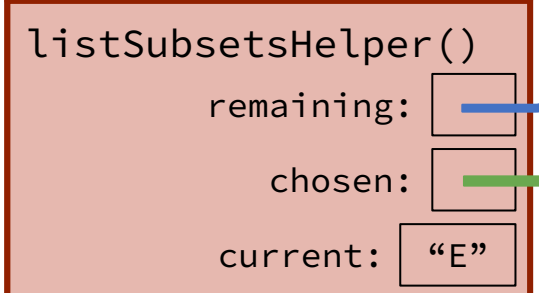 listSubsetsHelper()
remaining:
chosen:
current: “E”